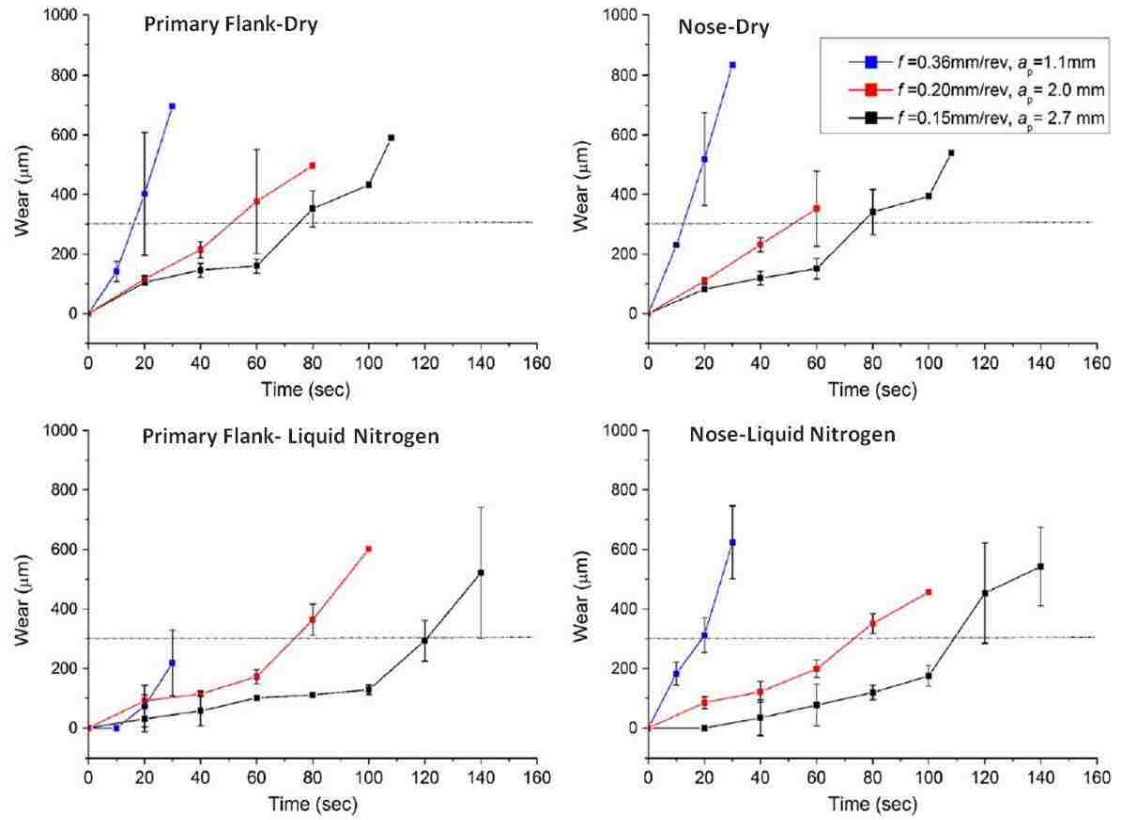 Primary Flank-Dry
1000
800
600
400
200
0
Wear (μm)
0 20 40 60 80 100 120 140 160
Time (sec)
Nose-Dry
f=0.36mm/rev, ap=1.1mm
f=0.20mm/rev, ap= 2.0 mm
f=0.15mm/rev, ap= 2.7 mm
1000
800
600
400
200
0
Wear (μm)
0 20 40 60 80 100 120 140 160
Time (sec)
Primary Flank- Liquid Nitrogen
1000
800
600
400
200
0
Wear (μm)
0 20 40 60 80 100 120 140 160
Time (sec)
Nose-Liquid Nitrogen
1000
800
600
400
200
0
Wear (μm)
0 20 40 60 80 100 120 140 160
Time (sec)